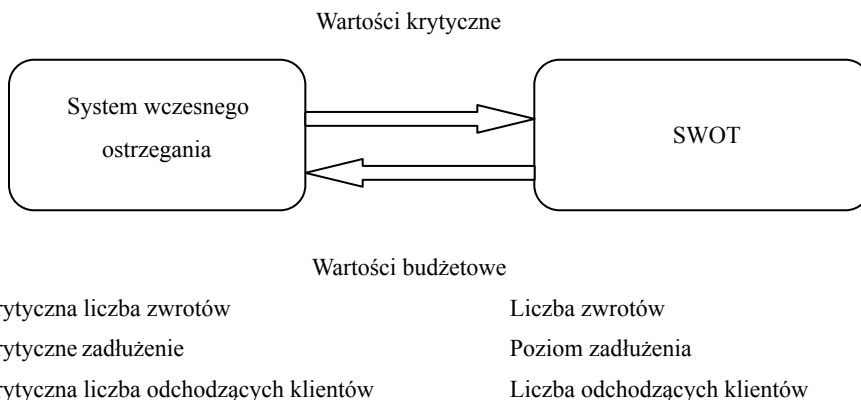 Wartości krytyczne
System wczesnego
ostrzegania
SWOT
Wartości budżetowe
rytyczna liczba zwrotów
Liczba zwrotów
rytyczne zadłużenie
Poziom zadłużenia
rytyczna liczba odchodzących klientów
Liczba odchodzących klientów